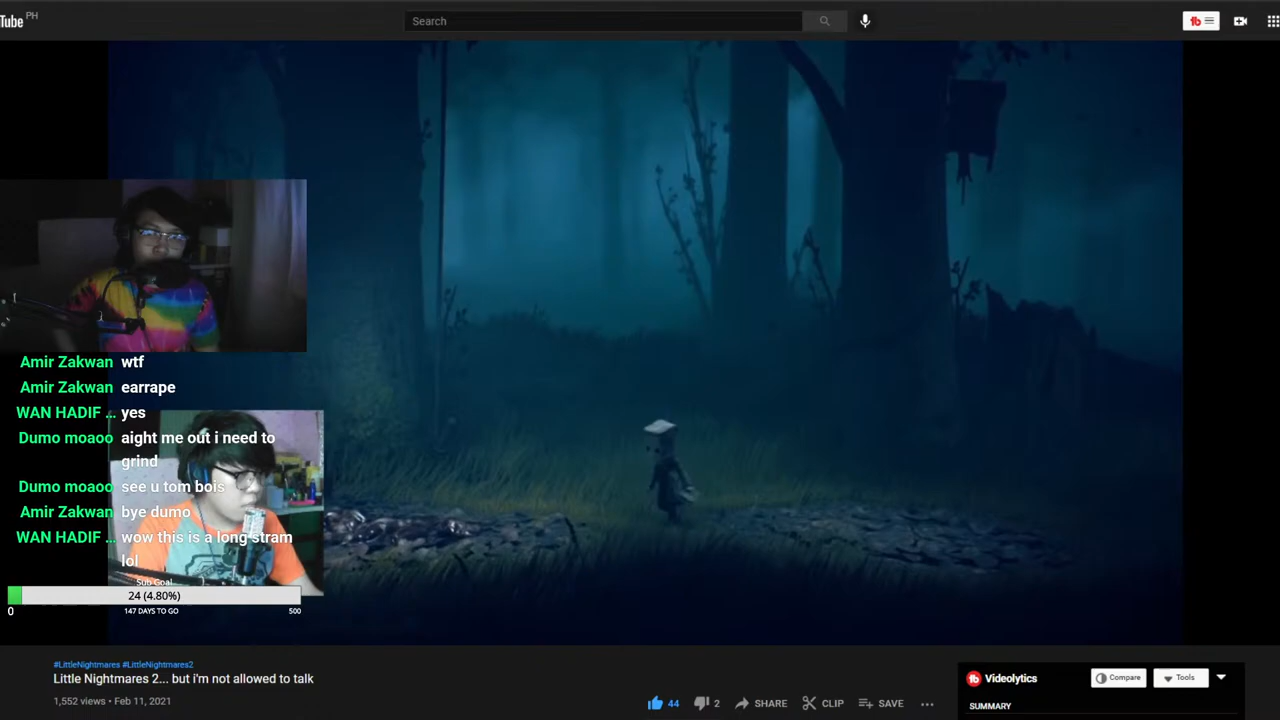 Tube PH
Search
Amir Zakwan wtf
Amir Zakwan earrape
WAN HADIF ... yes
Dumo moaoo aight me out i need to
grind
Dumo moaoo see u tom bois
Amir Zakwan bye dumo
WAN HADIF ... wow this is a long stram
lol
Sub Goal
24 (4.80%)
0 147 DAYS TO GO 500
#LittleNightmares #LittleNightmares2
Little Nightmares 2... but i'm not allowed to talk
1,552 views • Feb 11, 2021
44 2 SHARE CLIP SAVE ...
tb Videolytics Compare Tools
SUMMARY